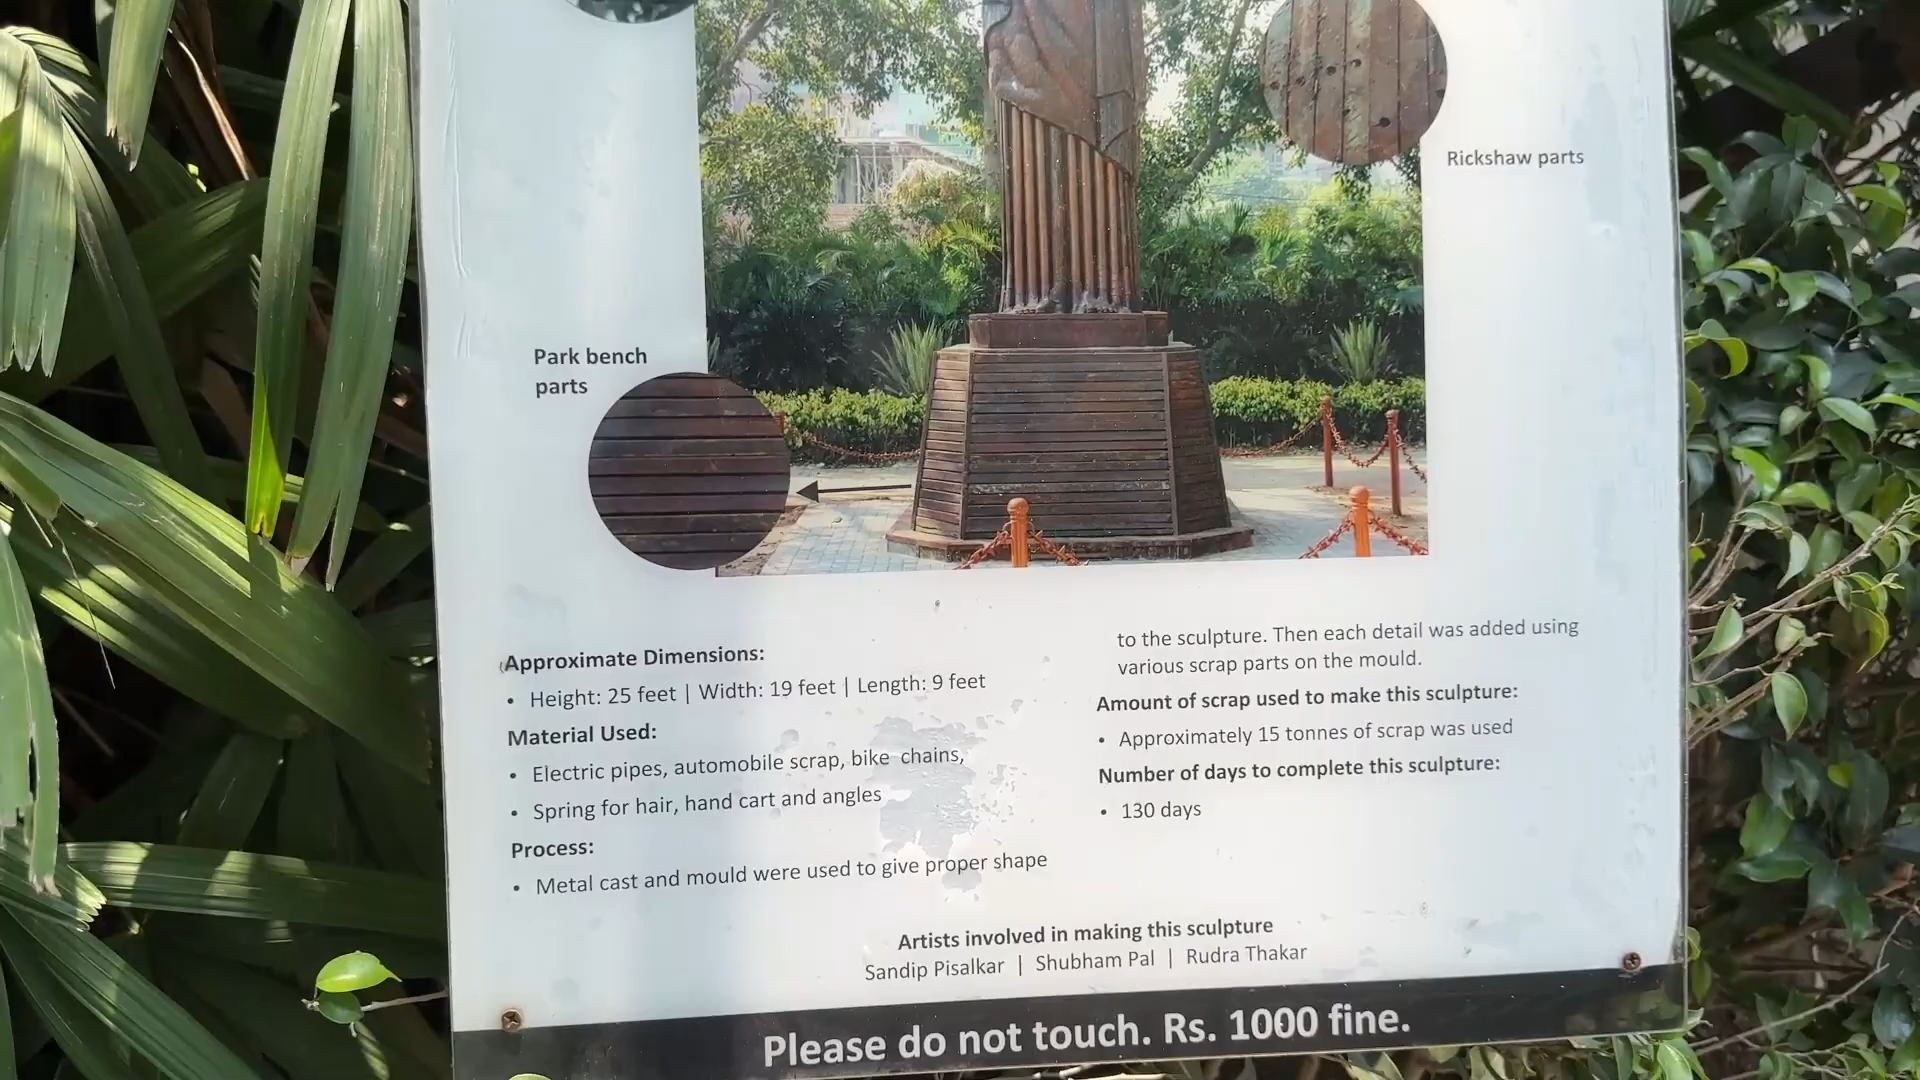 Rickshaw parts
Park bench
parts
Approximate Dimensions:
• Height: 25 feet | Width: 19 feet | Length: 9 feet
Material Used:
• Electric pipes, automobile scrap, bike chains,
• Spring for hair, hand cart and angles
Process:
• Metal cast and mould were used to give proper shape
to the sculpture. Then each detail was added using
various scrap parts on the mould.
Amount of scrap used to make this sculpture:
• Approximately 15 tonnes of scrap was used
Number of days to complete this sculpture:
• 130 days
Artists involved in making this sculpture
Sandip Pisalkar | Shubham Pal | Rudra Thakar
Please do not touch. Rs. 1000 fine.